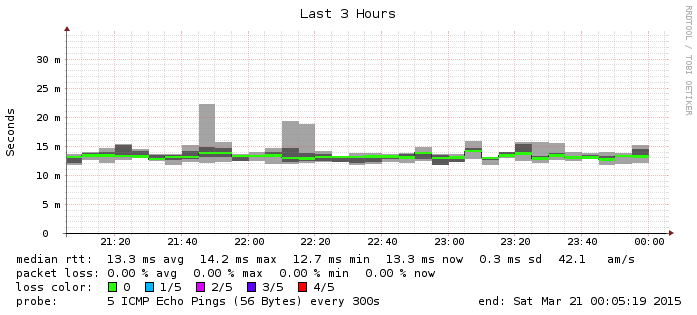 Last 3 Hours
RRDTOOL / TOBI OETIKER
Seconds
30 m
25 m
20 m
15 m
10 m
5 m
0
21:20 21:40 22:00 22:20 22:40 23:00 23:20 23:40 00:00
median rtt: 13.3 ms avg 14.2 ms max 12.7 ms min 13.3 ms now 0.3 ms sd 42.1 am/s
packet loss: 0.00 % avg 0.00 % max 0.00 % min 0.00 % now
loss color: 0 1/5 2/5 3/5 4/5
probe: 5 ICMP Echo Pings (56 Bytes) every 300s end: Sat Mar 21 00:05:19 2015